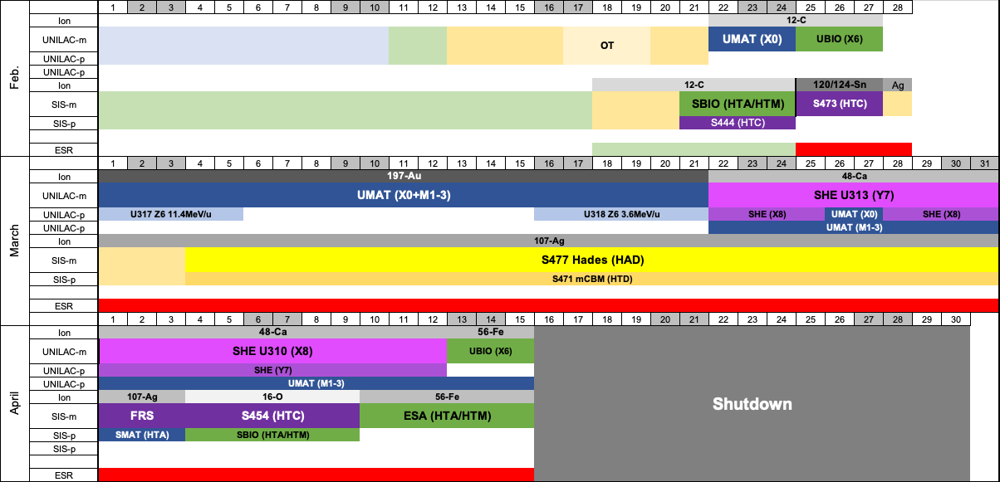 1 2 3 4 5 6 7 8 9 10 11 12 13 14 15 16 17 18 19 20 21 22 23 24 25 26 27 28
Feb.
Ion 12-C
UNILAC-m OT UMAT (X0) UBIO (X6)
UNILAC-p
UNILAC-p
Ion 12-C 120/124-Sn Ag
SIS-m SBIO (HTA/HTM) S473 (HTC)
SIS-p S444 (HTC)
ESR
1 2 3 4 5 6 7 8 9 10 11 12 13 14 15 16 17 18 19 20 21 22 23 24 25 26 27 28 29 30 31
March
Ion 197-Au 48-Ca
UNILAC-m UMAT (X0+M1-3) SHE U313 (Y7)
UNILAC-p U317 Z6 11.4MeV/u U318 Z6 3.6MeV/u SHE (X8) UMAT (X0) SHE (X8)
UNILAC-p UMAT (M1-3)
Ion 107-Ag
SIS-m S477 Hades (HAD)
SIS-p S471 mCBM (HTD)
ESR
1 2 3 4 5 6 7 8 9 10 11 12 13 14 15 16 17 18 19 20 21 22 23 24 25 26 27 28 29 30
April
Ion 48-Ca 56-Fe
UNILAC-m SHE U310 (X8) UBIO (X6)
UNILAC-p SHE (Y7)
UNILAC-p UMAT (M1-3)
Ion 107-Ag 16-O 56-Fe
SIS-m FRS S454 (HTC) ESA (HTA/HTM) Shutdown
SIS-p SMAT (HTA) SBIO (HTA/HTM)
SIS-p
ESR